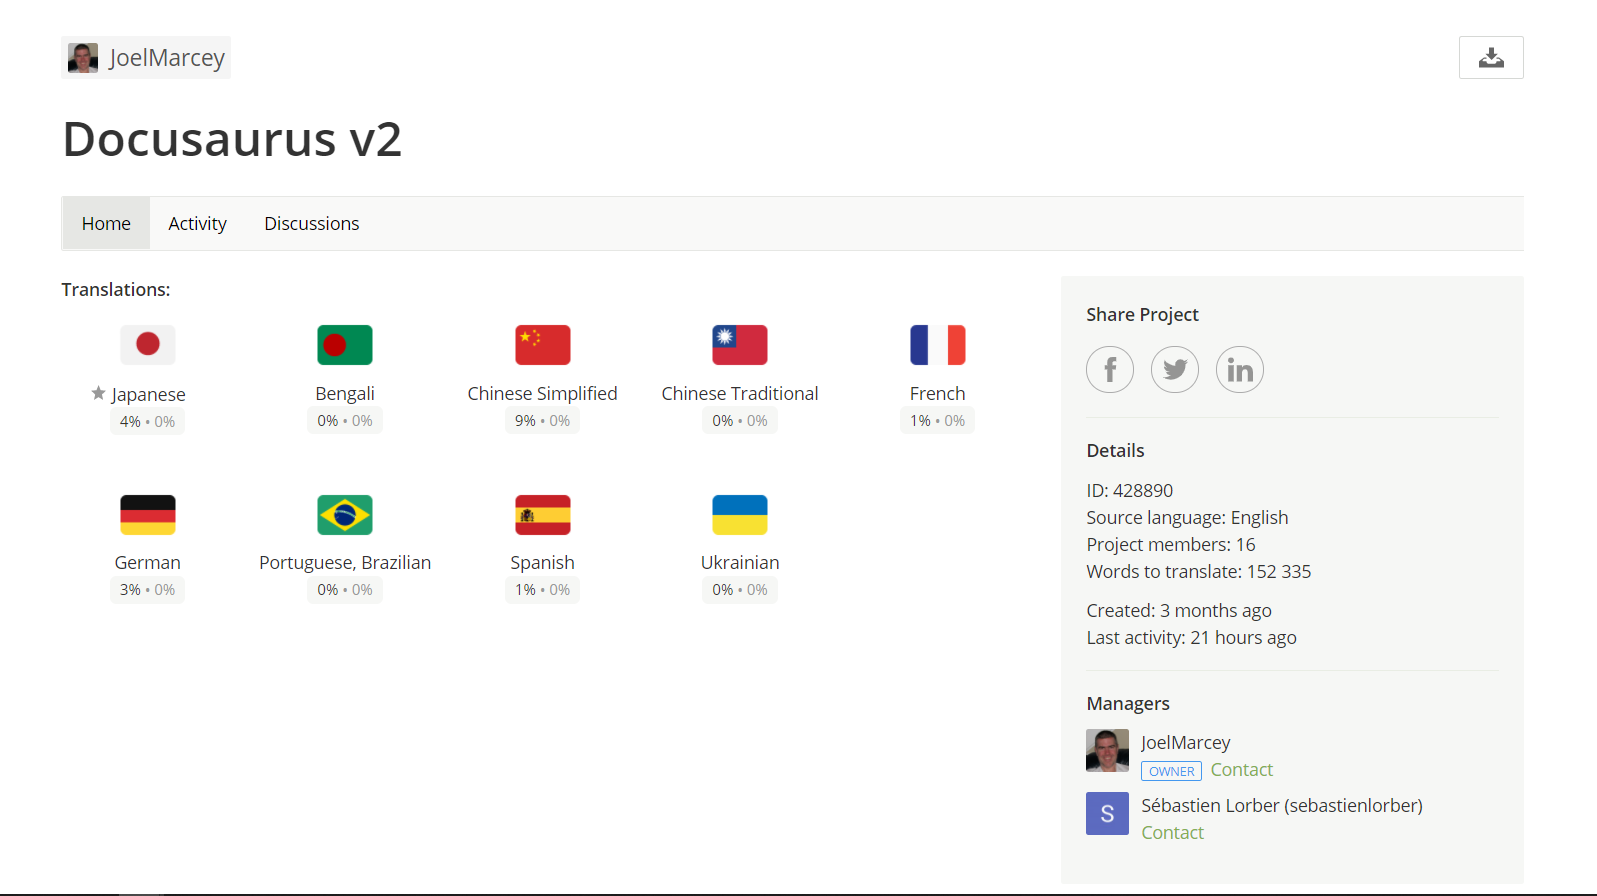 JoelMarcey
Docusaurus v2
Home Activity Discussions
Translations:
Japanese
4% • 0%
Bengali
0% • 0%
Chinese Simplified
9% • 0%
Chinese Traditional
0% • 0%
French
1% • 0%
German
3% • 0%
Portuguese, Brazilian
0% • 0%
Spanish
1% • 0%
Ukrainian
0% • 0%
Share Project
f
in
Details
ID: 428890
Source language: English
Project members: 16
Words to translate: 152 335
Created: 3 months ago
Last activity: 21 hours ago
Managers
JoelMarcey
OWNER Contact
S
Sébastien Lorber (sebastienlorber)
Contact